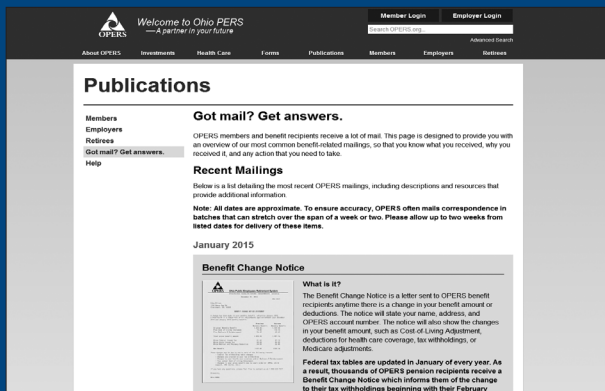 OPERS
Welcome to Ohio PERS
— A partner in your future
Member Login Employer Login
Search OPERS.org...
Advanced Search
About OPERS Investments Health Care Forms Publications Members Employers Retirees
Publications
Members
Employers
Retirees
Got mail? Get answers.
Help
Got mail? Get answers.
OPERS members and benefit recipients receive a lot of mail. This page is designed to provide you with
an overview of our most common benefit-related mailings, so that you know what you received, why you
received it, and any action that you need to take.
Recent Mailings
Below is a list detailing the most recent OPERS mailings, including descriptions and resources that
provide additional information.
Note: All dates are approximate. To ensure accuracy, OPERS often mails correspondence in
batches that can stretch over the span of a week or two. Please allow up to two weeks from
listed dates for delivery of these items.
January 2015
Benefit Change Notice
What is it?
The Benefit Change Notice is a letter sent to OPERS benefit
recipients anytime there is a change in your benefit amount or
deductions. The notice will state your name, address, and
OPERS account number. The notice will also show the changes
in your benefit amount, such as Cost-of-Living Adjustment,
deductions for health care coverage, tax withholdings, or
Medicare adjustments.
Federal tax tables are updated in January of every year. As
a result, thousands of OPERS pension recipients receive a
Benefit Change Notice which informs them of the change
to their tax withholdings beginning with their February